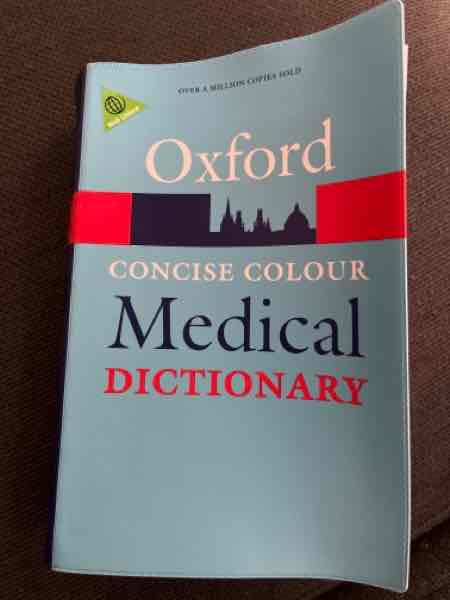 OVER A MILLION COPIES SOLD
Oxford
CONCISE COLOUR
Medical
DICTIONARY